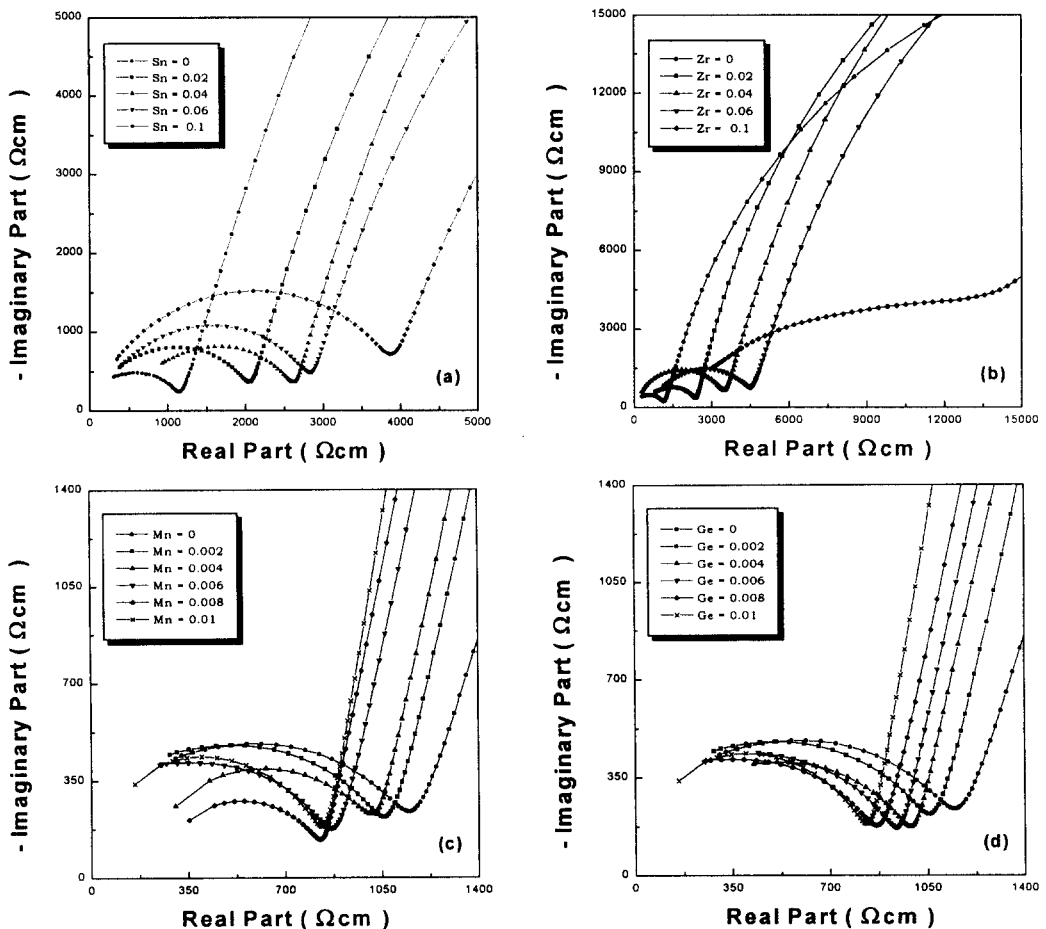 5000
4000
3000
2000
1000
0
0
1000
2000
3000
4000
5000
- Imaginary Part ( Ωcm )
Real Part ( Ωcm )
Sn = 0
Sn = 0.02
Sn = 0.04
Sn = 0.06
Sn = 0.1
(a)
15000
12000
9000
6000
3000
0
0
3000
6000
9000
12000
15000
- Imaginary Part ( Ωcm )
Real Part ( Ωcm )
Zr = 0
Zr = 0.02
Zr = 0.04
Zr = 0.06
Zr = 0.1
(b)
1400
1050
700
350
0
0
350
700
1050
1400
- Imaginary Part ( Ωcm )
Real Part ( Ωcm )
Mn = 0
Mn = 0.002
Mn = 0.004
Mn = 0.006
Mn = 0.008
Mn = 0.01
(c)
1400
1050
700
350
0
0
350
700
1050
1400
- Imaginary Part ( Ωcm )
Real Part ( Ωcm )
Ge = 0
Ge = 0.002
Ge = 0.004
Ge = 0.006
Ge = 0.008
Ge = 0.01
(d)